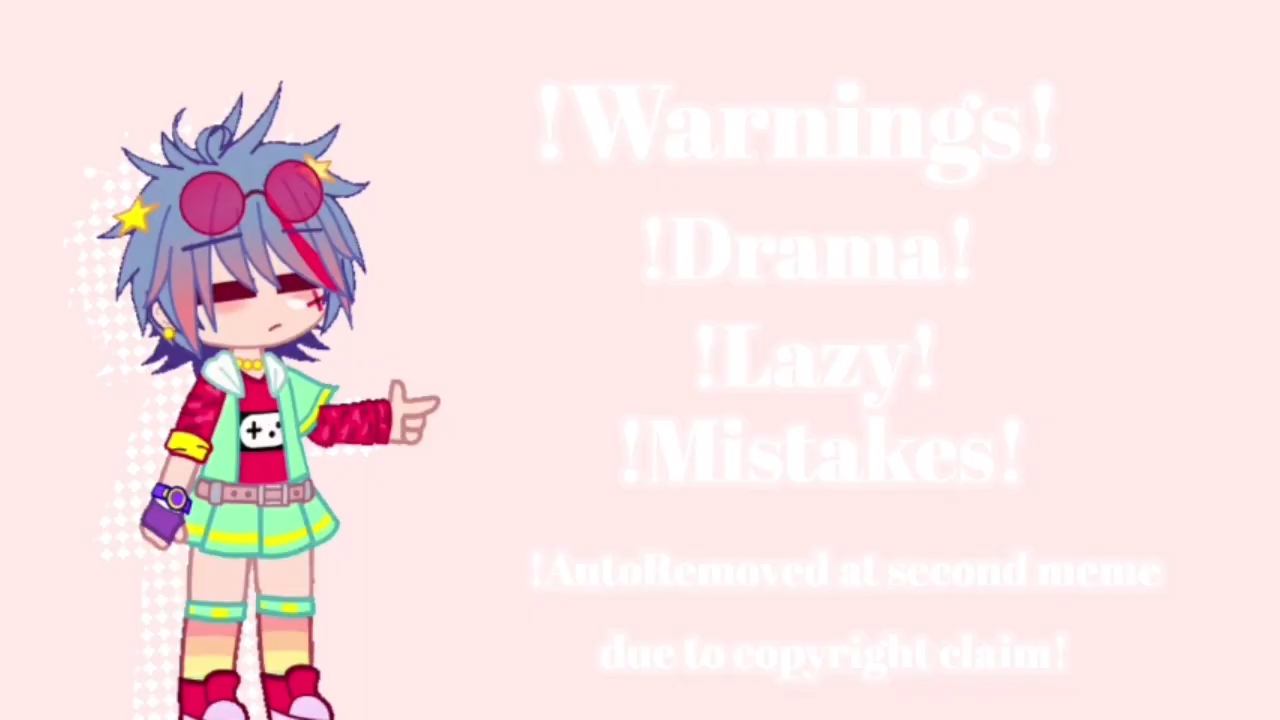 !Warnings!
!Drama!
!Lazy!
!Mistakes!
!AutoRemoved at second meme
due to copyright claim!